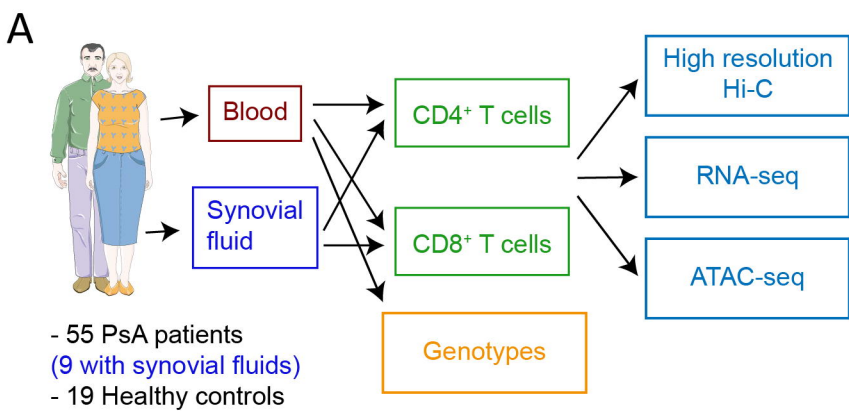 A
Blood
Synovial
fluid
CD4⁺ T cells
CD8⁺ T cells
Genotypes
High resolution
Hi-C
RNA-seq
ATAC-seq
- 55 PsA patients
(9 with synovial fluids)
- 19 Healthy controls